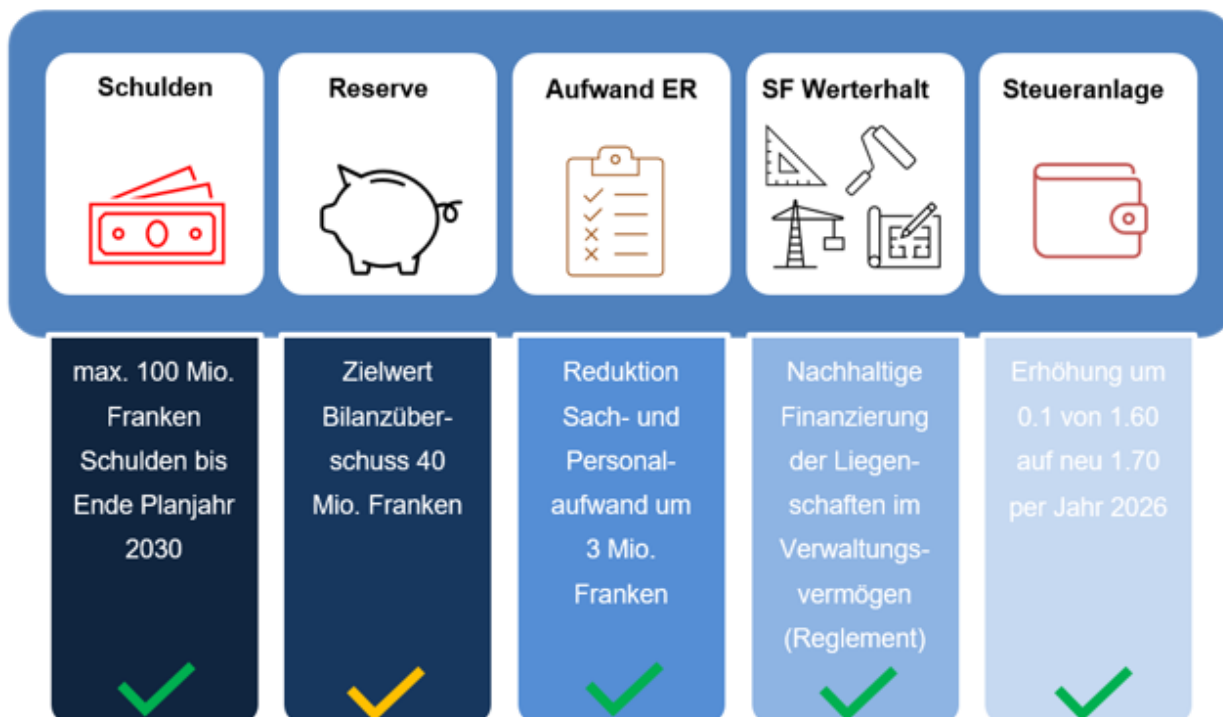 Schulden
Reserve
Aufwand ER
SF Werterhalt
Steueranlage
max. 100 Mio.
Franken
Schulden bis
Ende Planjahr
2030
Zielwert
Bilanzüber-
schuss 40
Mio. Franken
Reduktion
Sach- und
Personal-
aufwand um
3 Mio.
Franken
Nachhaltige
Finanzierung
der Liegen-
schaften im
Verwaltungs-
vermögen
(Reglement)
Erhöhung um
0.1 von 1.60
auf neu 1.70
per Jahr 2026